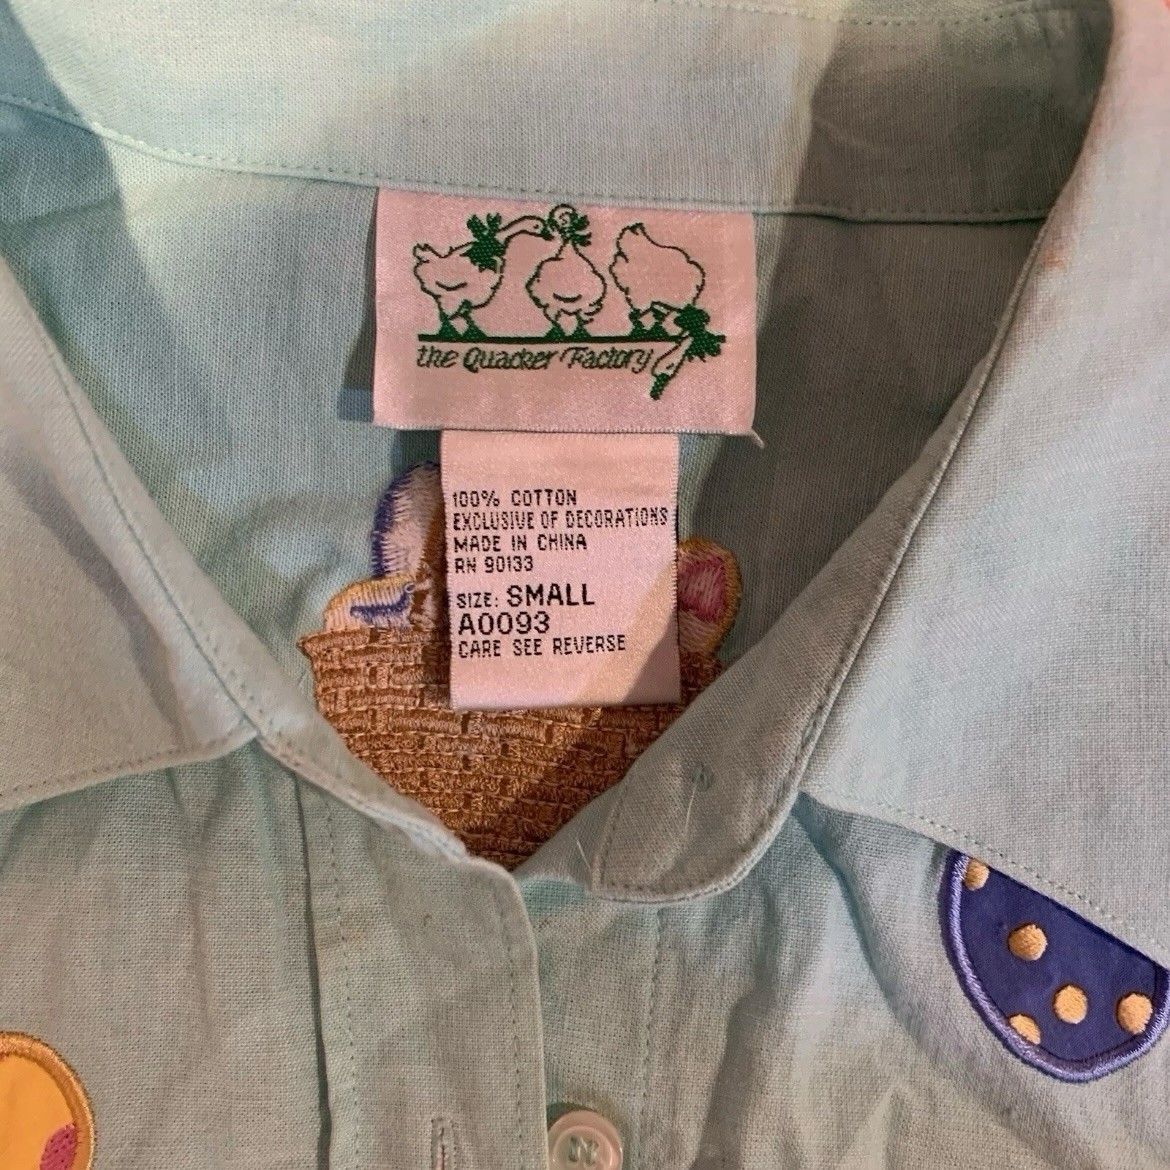 the Quacker Factory
100% COTTON
EXCLUSIVE OF DECORATIONS
MADE IN CHINA
RN 90133
SIZE: SMALL
A0093
CARE SEE REVERSE